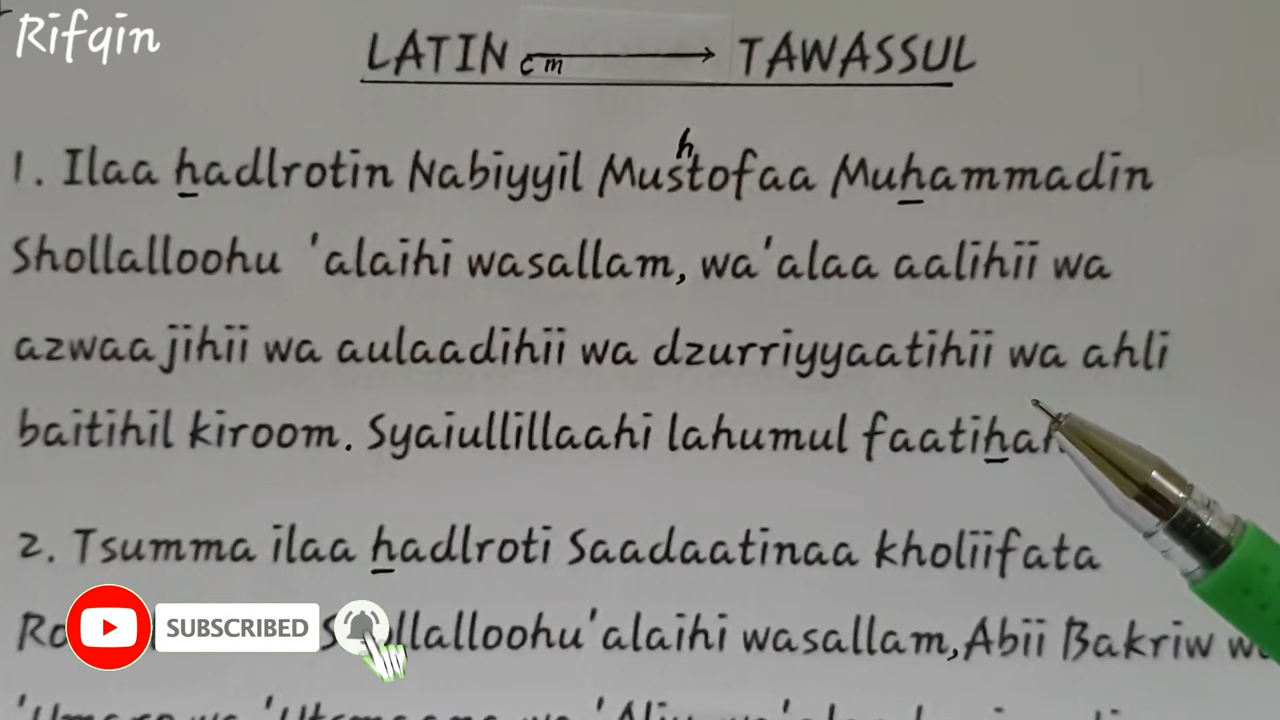 Rifqin
LATIN cm → TAWASSUL
1. Ilaa hadlrotin Nabiyyil Musthofaa Muhammadin
Shollalloohu 'alaihi wasallam, wa'alaa aalihii wa
azwaajihii wa aulaadihii wa dzurriyyaatihii wa ahli
baitihil kiroom. Syaiullillaahi lahumul faatihah
2. Tsumma ilaa hadlroti Saadaatinaa kholiifata
SUBSCRIBED
'alaihi wasallam, Abii Bakriw